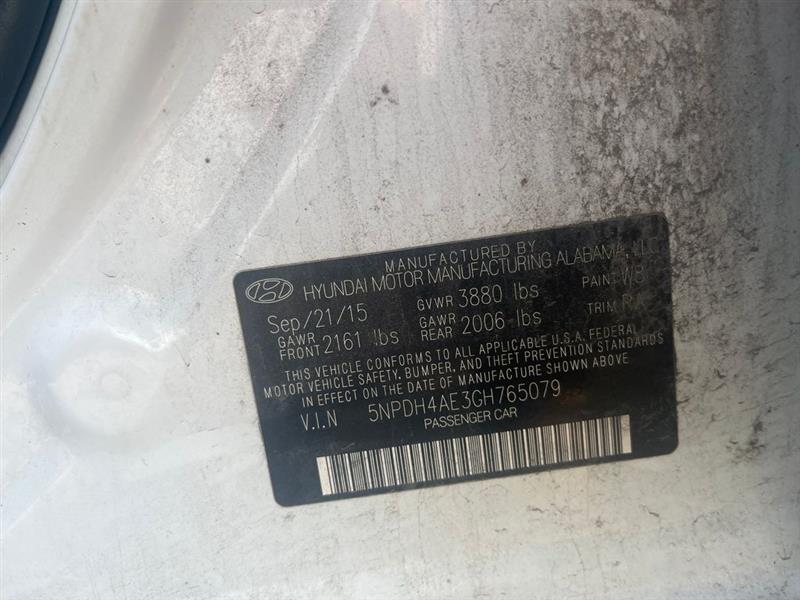 MANUFACTURED BY
HYUNDAI MOTOR MANUFACTURING ALABAMA, LLC
Sep/21/15 GVWR 3880 lbs PAINT W8
GAWR FRONT 2161 lbs GAWR REAR 2006 lbs TRIM
THIS VEHICLE CONFORMS TO ALL APPLICABLE U.S.A. FEDERAL
MOTOR VEHICLE SAFETY, BUMPER, AND THEFT PREVENTION STANDARDS
IN EFFECT ON THE DATE OF MANUFACTURE SHOWN ABOVE
V.I.N 5NPDH4AE3GH765079
PASSENGER CAR